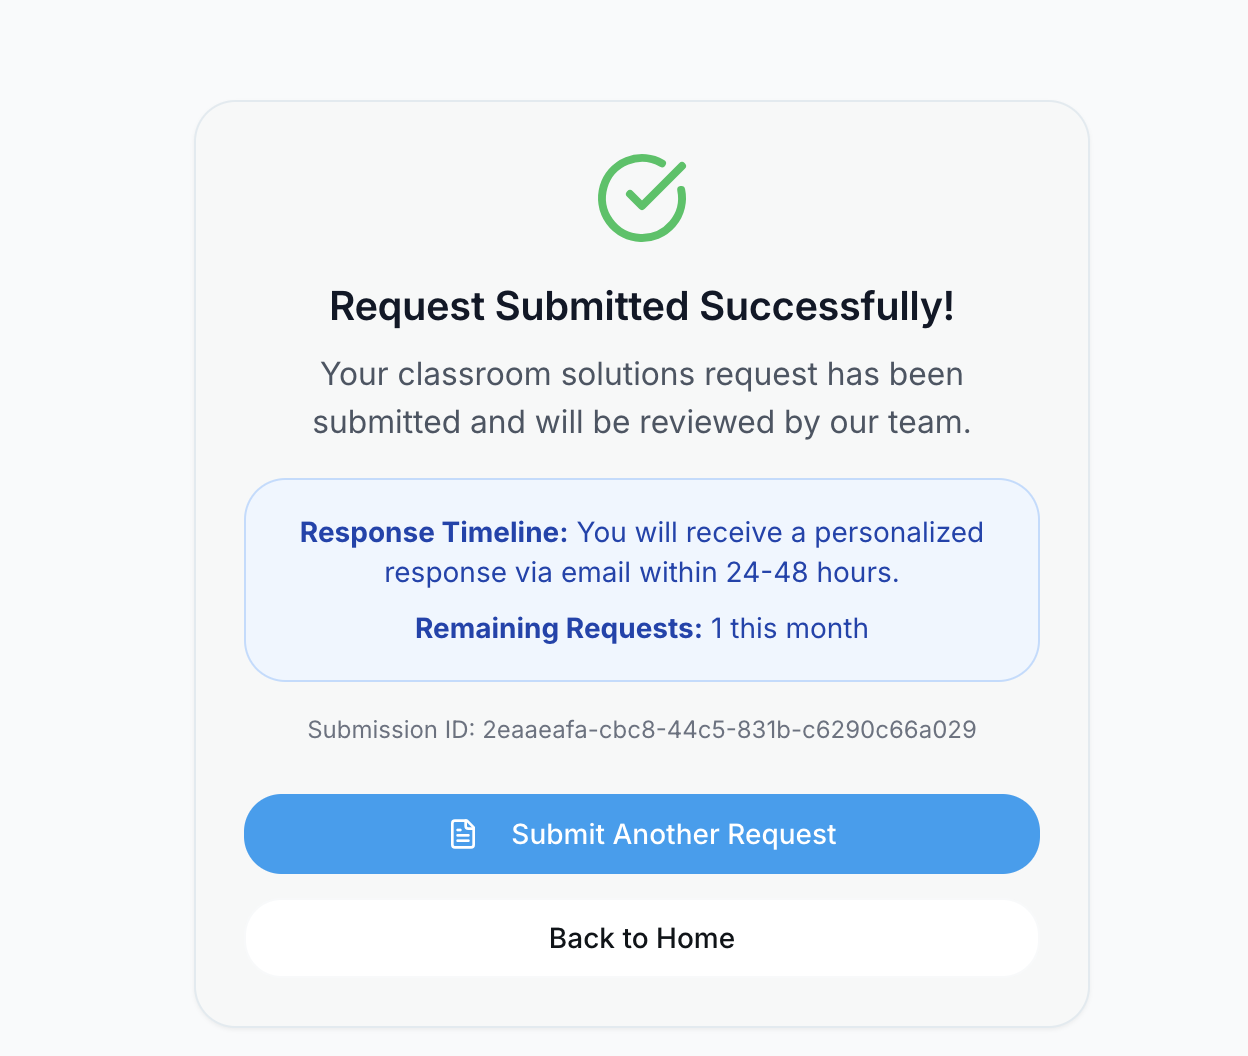 Request Submitted Successfully!
Your classroom solutions request has been
submitted and will be reviewed by our team.
Response Timeline: You will receive a personalized
response via email within 24-48 hours.
Remaining Requests: 1 this month
Submission ID: 2eaaeafa-cbc8-44c5-831b-c6290c66a029
Submit Another Request
Back to Home